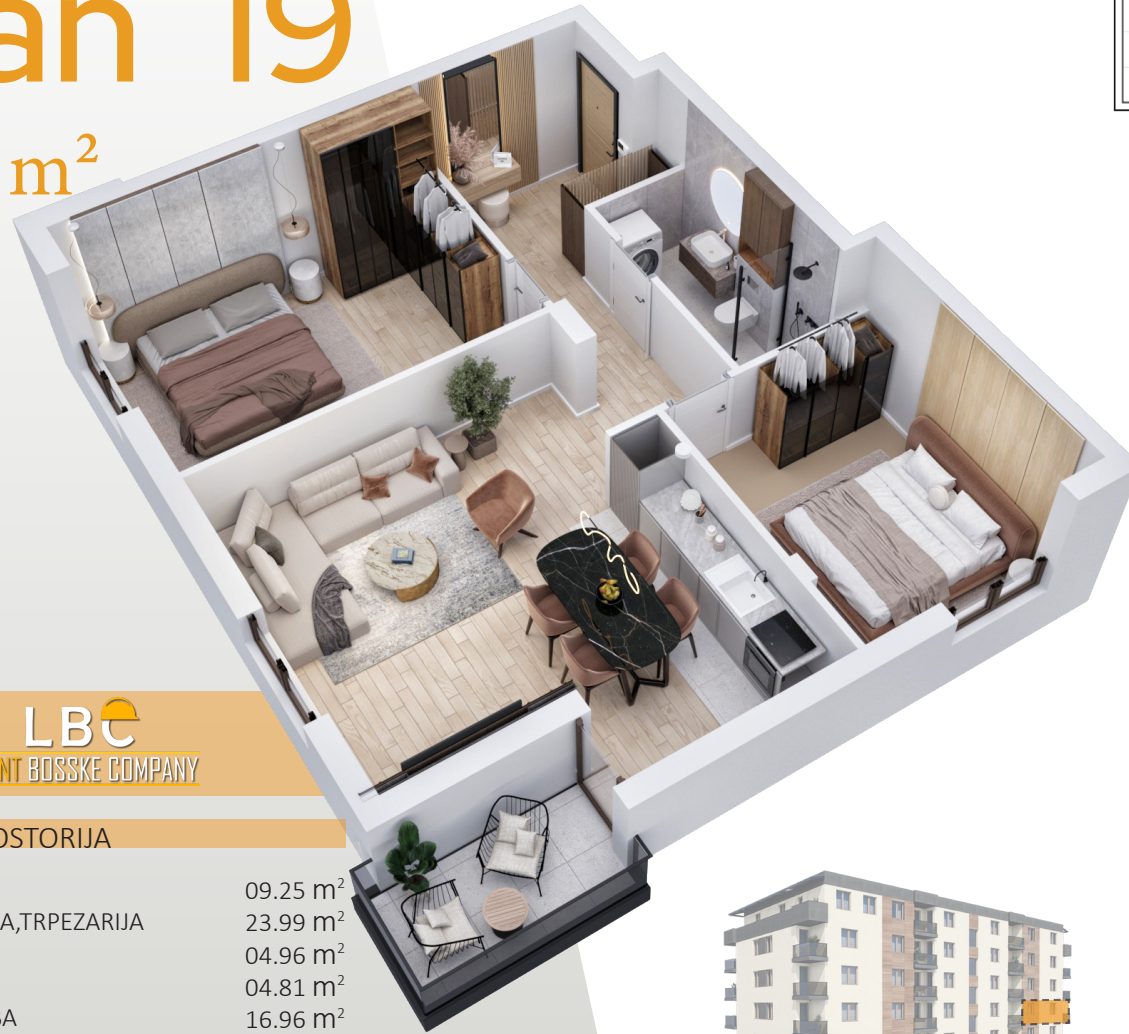 an 19
m²
LBC
NT BOSSKE COMPANY
OSTORIJA
09.25 m²
A,TRPEZARIJA 23.99 m²
04.96 m²
04.81 m²
BA 16.96 m²